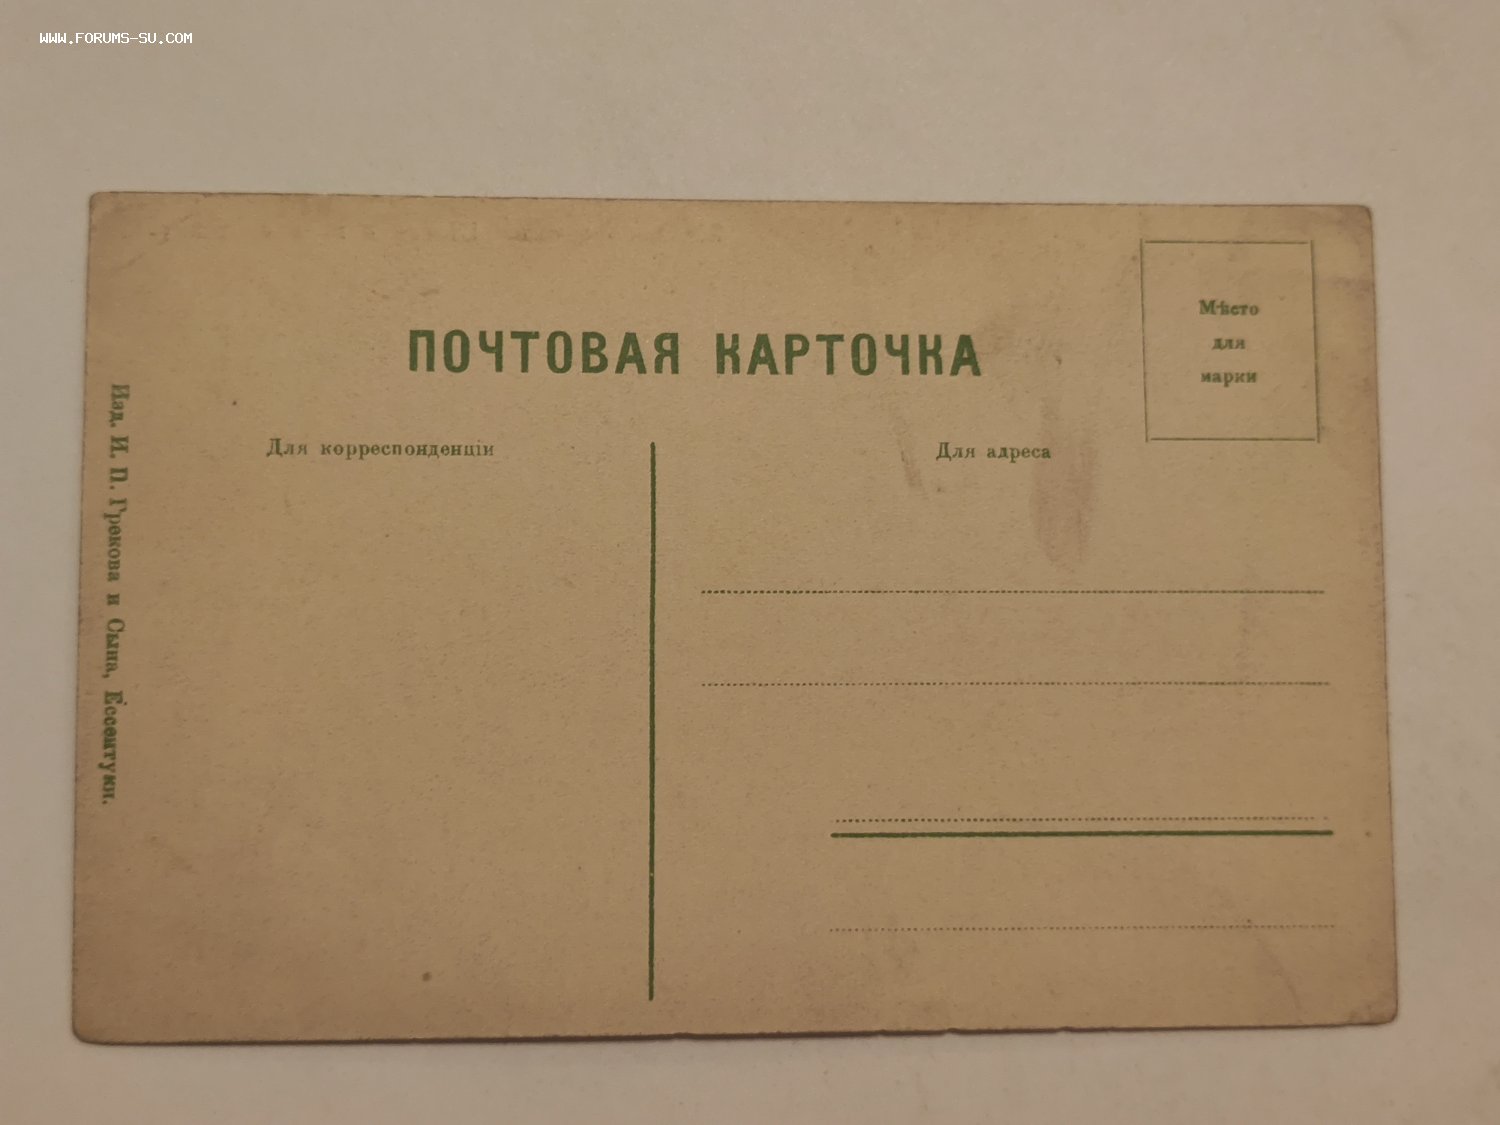 WWW.FORUMS-SU.COM
ПОЧТОВАЯ КАРТОЧКА
Мѣсто
для
марки
Для корреспонденціи
Для адреса
Изд. И. П. Грекова и Сына, Ессентуки.